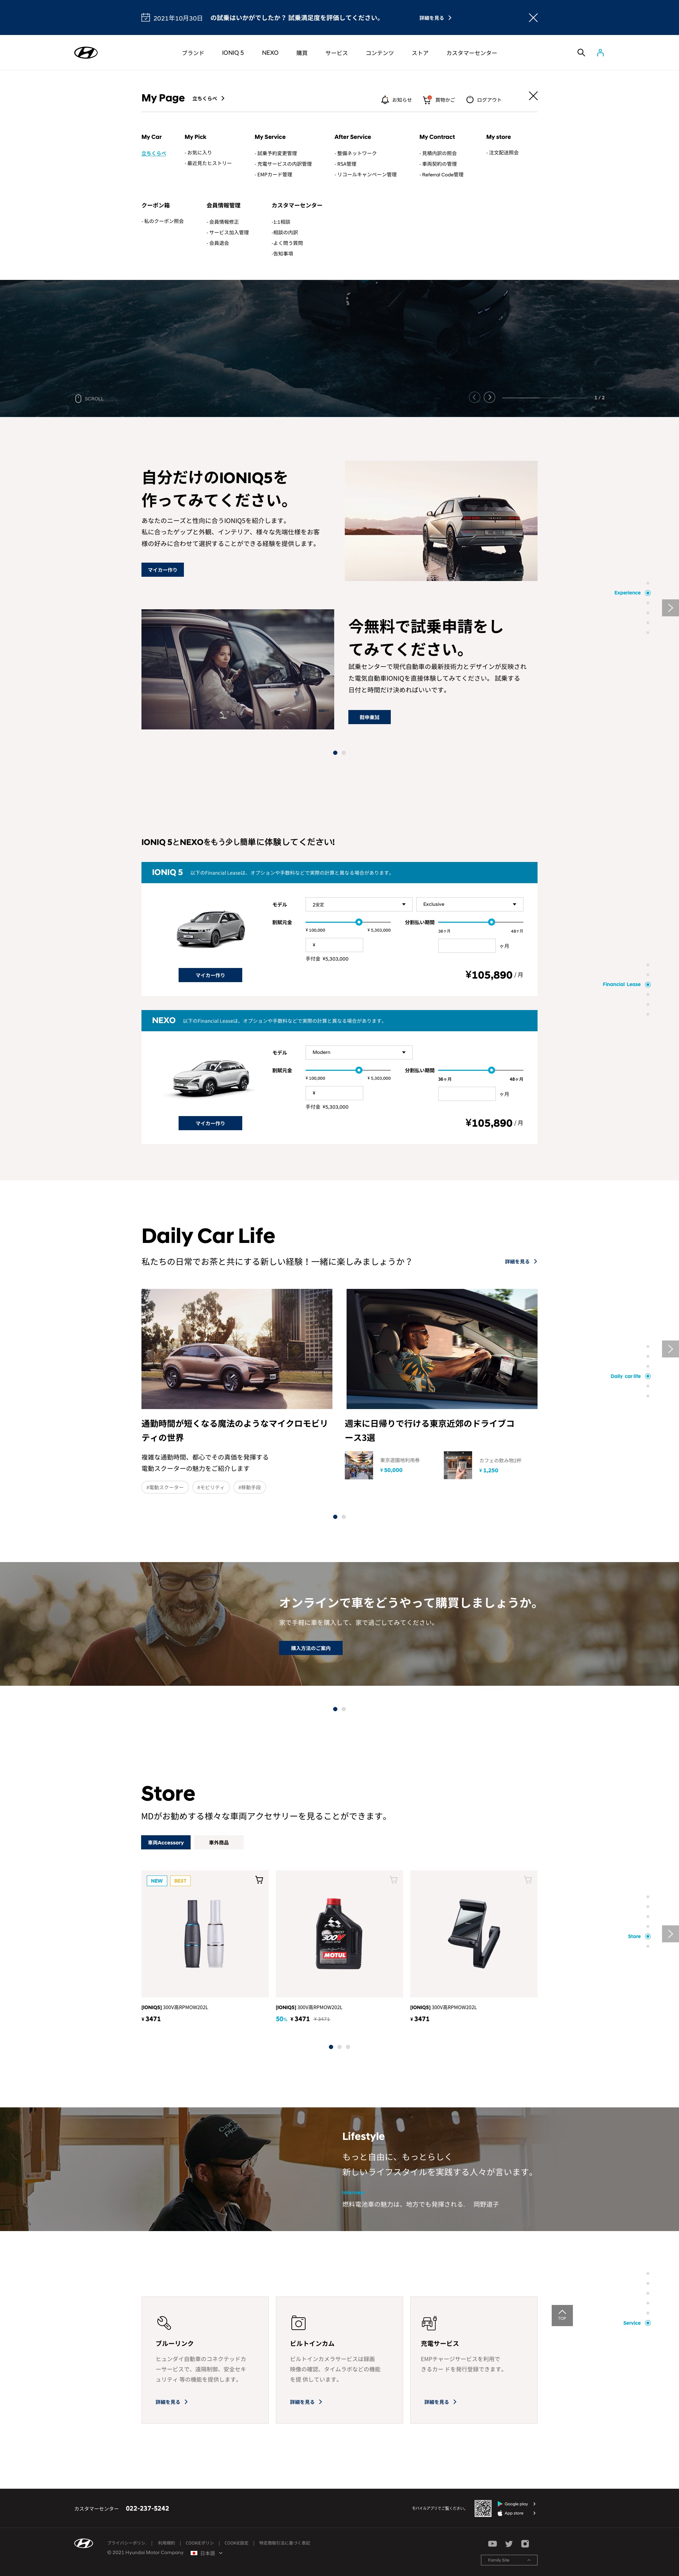 2021年10月30日 の試乗はいかがでしたか？ 試乗満足度を評価してください。 詳細を見る
ブランド IONIQ 5 NEXO 購買 サービス コンテンツ ストア カスタマーセンター
My Page 立ちくらべ お知らせ 買物かご ログアウト
My Car My Pick My Service After Service My Contract My store
立ちくらべ - お気に入り - 試乗予約変更管理 - 整備ネットワーク - 見積内訳の照会 - 注文配送照会
- 最近見たヒストリー - 充電サービスの内訳管理 - RSA管理 - 車両契約の管理
- EMPカード管理 - リコールキャンペーン管理 - Referral Code管理
クーポン箱 会員情報管理 カスタマーセンター
- 私のクーポン照会 - 会員情報修正 -1:1相談
- サービス加入管理 -相談の内訳
- 会員退会 -よく問う質問
-告知事項
SCROLL 1 / 2
自分だけのIONIQ5を
作ってみてください。
あなたのニーズと性向に合うIONIQ5を紹介します。
私に合ったゲップと外観、インテリア、様々な先端仕様をお客
様の好みに合わせて選択することができる経験を提供します。
マイカー作り
Experience
今無料で試乗申請をし
てみてください。
試乗センターで現代自動車の最新技術力とデザインが反映され
た電気自動車IONIQを直接体験してみてください。 試乗する
日付と時間だけ決めればいいです。
IONIQ 5とNEXOをもう少し簡単に体験してください!
IONIQ 5 以下のFinancial Leaseは、オプションや手数料などで実際の計算と異なる場合があります。
モデル 2安定 Exclusive
割賦元金 分割払い期間
¥ 100,000 ¥ 5,303,000 36ヶ月 48ヶ月
¥ ヶ月
手付金 ¥5,303,000
マイカー作り ¥105,890 / 月
Financial Lease
NEXO 以下のFinancial Leaseは、オプションや手数料などで実際の計算と異なる場合があります。
モデル Modern
割賦元金 分割払い期間
¥ 100,000 ¥ 5,303,000 36ヶ月 48ヶ月
¥ ヶ月
手付金 ¥5,303,000
マイカー作り ¥105,890 / 月
Daily Car Life
私たちの日常でお茶と共にする新しい経験！一緒に楽しみましょうか？ 詳細を見る
Daily car life
通勤時間が短くなる魔法のようなマイクロモビリ
ティの世界
複雑な通勤時間、都心でその真価を発揮する
電動スクーターの魅力をご紹介します
#電動スクーター #モビリティ #移動手段
週末に日帰りで行ける東京近郊のドライブコ
ース3選
東京遊園地利用券 カフェの飲み物2杯
¥ 50,000 ¥ 1,250
オンラインで車をどうやって購買しましょうか。
家で手軽に車を購入して、家で過ごしてみてください。
購入方法のご案内
Store
MDがお勧めする様々な車両アクセサリーを見ることができます。
車両Accessory 車外商品
NEW BEST
300V
MOTUL
Store
[IONIQ5] 300V高RPMOW202L [IONIQ5] 300V高RPMOW202L [IONIQ5] 300V高RPMOW202L
¥ 3471 50% ¥ 3471 ¥ 3471 ¥ 3471
Lifestyle
もっと自由に、もっとらしく
新しいライフスタイルを実践する人々が言います。
燃料電池車の魅力は、地方でも発揮される. 岡野道子
TOP
Service
ブルーリンク
ヒュンダイ自動車のコネクテッドカ
ーサービスで、遠隔制御、安全セキ
ュリティ 等の機能を提供します。
詳細を見る
ビルトインカム
ビルトインカメラサービスは録画
映像の確認、タイムラポなどの機能
を提 供しています。
詳細を見る
充電サービス
EMPチャージサービスを利用で
きるカー ドを発行登録できます。
詳細を見る
カスタマーセンター 022-237-5242 モバイルアプリでご覧ください。 Google play
App store
プライバシーポリシ. | 利用規約 | COOKIEポリシ | COOKIE設定 | 特定商取引法に基づく表記
© 2021 Hyundai Motor Company 日本語
Family Site